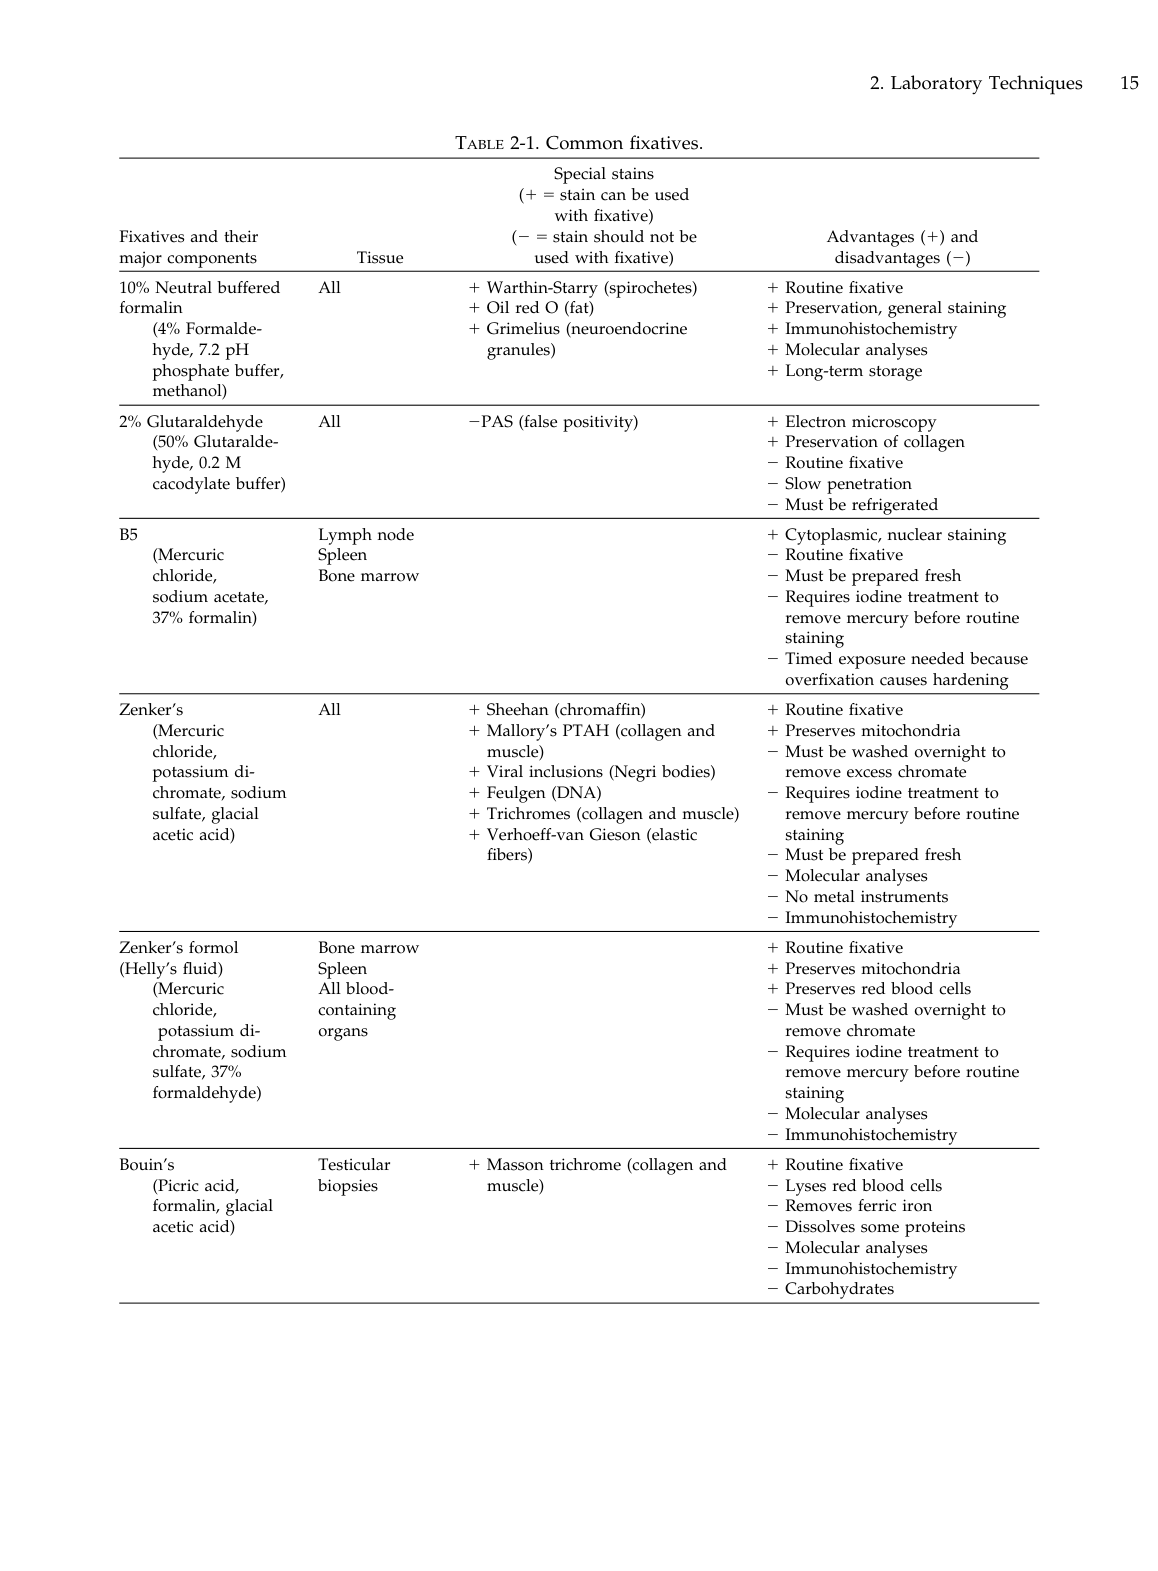 2. Laboratory Techniques 15
TABLE 2-1. Common fixatives.
Fixatives and their
major components
Tissue
Special stains
(+ = stain can be used
with fixative)
(− = stain should not be
used with fixative)
Advantages (+) and
disadvantages (−)
10% Neutral buffered
formalin
(4% Formalde-
hyde, 7.2 pH
phosphate buffer,
methanol)
All
+ Warthin-Starry (spirochetes)
+ Oil red O (fat)
+ Grimelius (neuroendocrine
granules)
+ Routine fixative
+ Preservation, general staining
+ Immunohistochemistry
+ Molecular analyses
+ Long-term storage
2% Glutaraldehyde
(50% Glutaralde-
hyde, 0.2 M
cacodylate buffer)
All
−PAS (false positivity)
+ Electron microscopy
+ Preservation of collagen
− Routine fixative
− Slow penetration
− Must be refrigerated
B5
(Mercuric
chloride,
sodium acetate,
37% formalin)
Lymph node
Spleen
Bone marrow
+ Cytoplasmic, nuclear staining
− Routine fixative
− Must be prepared fresh
− Requires iodine treatment to
remove mercury before routine
staining
− Timed exposure needed because
overfixation causes hardening
Zenker's
(Mercuric
chloride,
potassium di-
chromate, sodium
sulfate, glacial
acetic acid)
All
+ Sheehan (chromaffin)
+ Mallory's PTAH (collagen and
muscle)
+ Viral inclusions (Negri bodies)
+ Feulgen (DNA)
+ Trichromes (collagen and muscle)
+ Verhoeff-van Gieson (elastic
fibers)
+ Routine fixative
+ Preserves mitochondria
− Must be washed overnight to
remove excess chromate
− Requires iodine treatment to
remove mercury before routine
staining
− Must be prepared fresh
− Molecular analyses
− No metal instruments
− Immunohistochemistry
Zenker's formol
(Helly's fluid)
(Mercuric
chloride,
potassium di-
chromate, sodium
sulfate, 37%
formaldehyde)
Bone marrow
Spleen
All blood-
containing
organs
+ Routine fixative
+ Preserves mitochondria
+ Preserves red blood cells
− Must be washed overnight to
remove chromate
− Requires iodine treatment to
remove mercury before routine
staining
− Molecular analyses
− Immunohistochemistry
Bouin's
(Picric acid,
formalin, glacial
acetic acid)
Testicular
biopsies
+ Masson trichrome (collagen and
muscle)
+ Routine fixative
− Lyses red blood cells
− Removes ferric iron
− Dissolves some proteins
− Molecular analyses
− Immunohistochemistry
− Carbohydrates